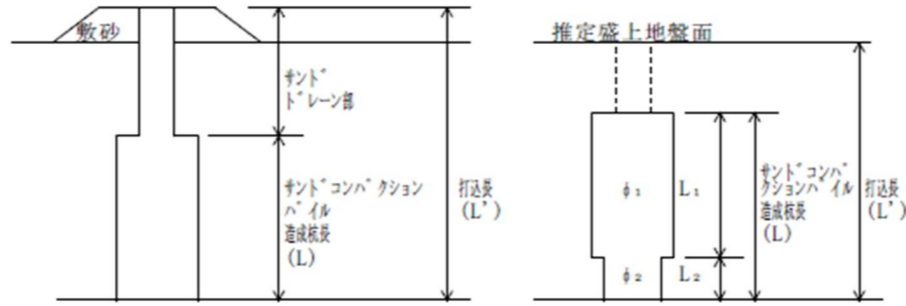 敷砂
サンド
ドレーン部
サンドコンパクション
パイル
造成杭長
(L)
打込長
(L')
推定盛上地盤面
φ₁
L₁
φ₂
L₂
サンドコンパ
クションパイル
造成杭長
(L)
打込長
(L')